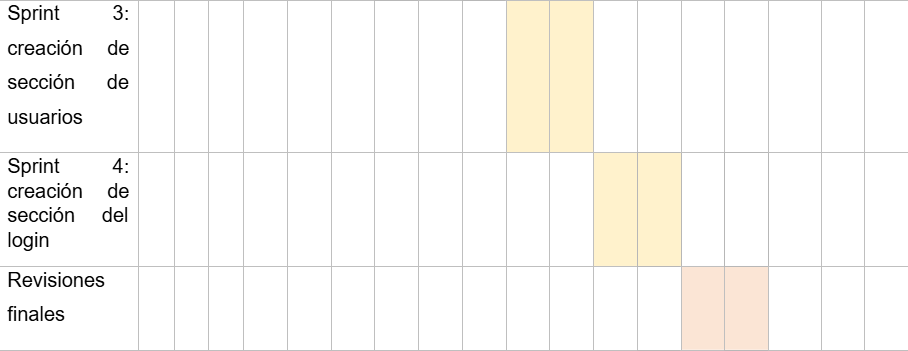 Sprint 3:
creación de
sección de
usuarios
Sprint 4:
creación de
sección del
login
Revisiones
finales